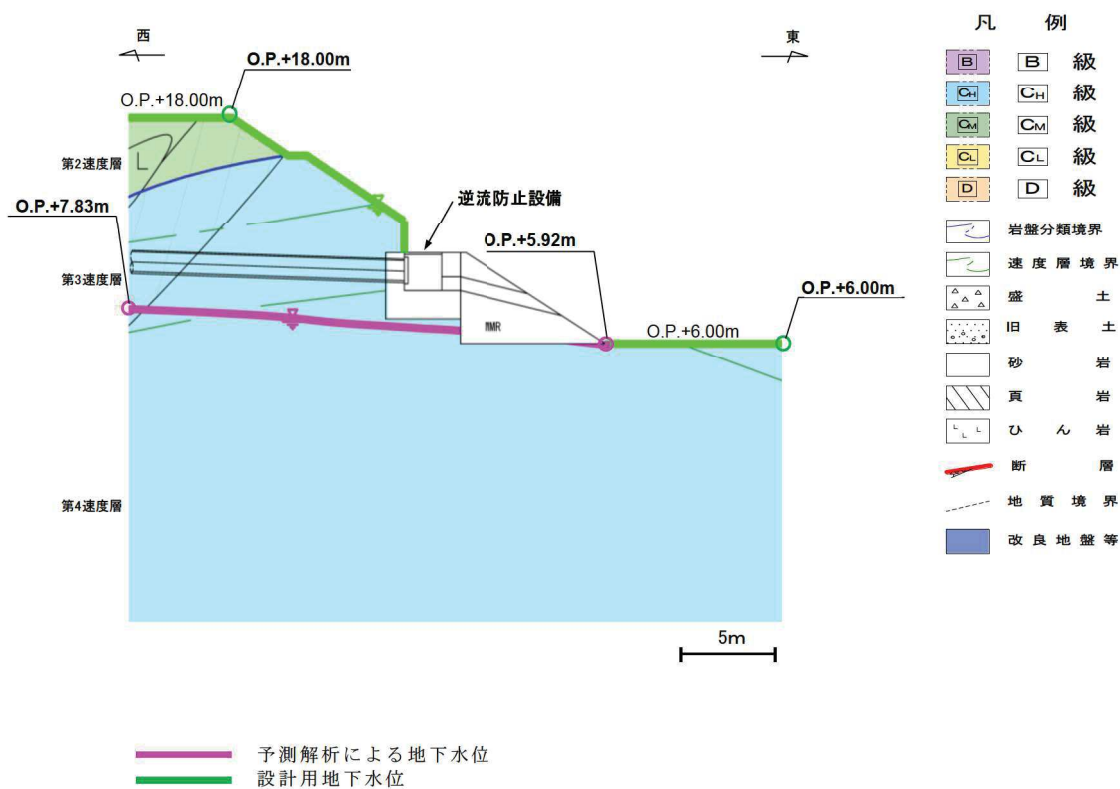 西
東
O.P.+18.00m
O.P.+18.00m
第2速度層
L
O.P.+7.83m
逆流防止設備
O.P.+5.92m
第3速度層
O.P.+6.00m
O.P.+6.00m
MMR
第4速度層
5m
予測解析による地下水位
設計用地下水位
凡 例
B B 級
CH CH 級
CM CM 級
CL CL 級
D D 級
岩盤分類境界
速度層境界
盛 土
旧表土
砂 岩
頁 岩
ひん岩
断 層
地質境界
改良地盤等